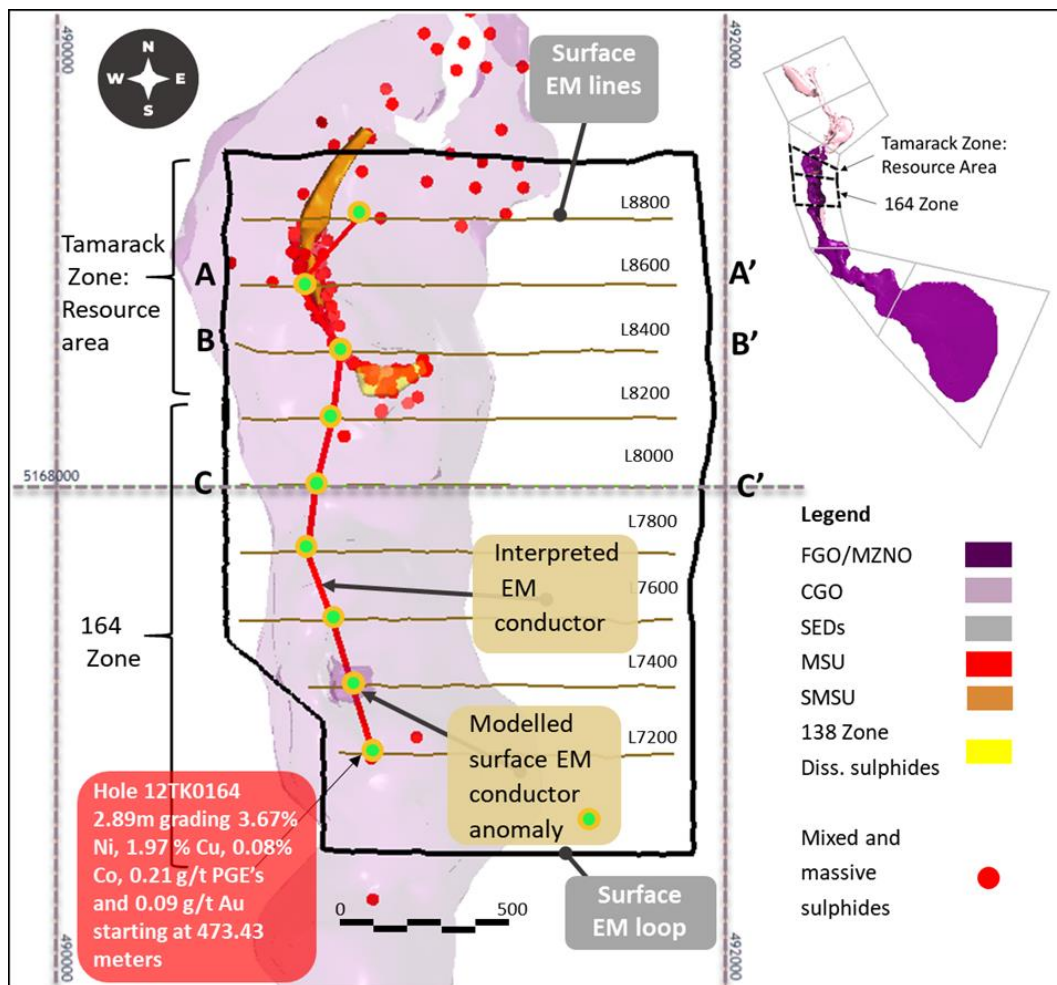 490000
492000
N
W E
S
Surface
EM lines
Tamarack Zone:
Resource Area
164 Zone
L8800
Tamarack
Zone:
Resource
area
A
L8600
A’
B
L8400
B’
L8200
5168000
C
L8000
C’
L7800
Interpreted
EM
conductor
L7600
164
Zone
L7400
Modelled
surface EM
conductor
anomaly
L7200
Hole 12TK0164
2.89m grading 3.67%
Ni, 1.97 % Cu, 0.08%
Co, 0.21 g/t PGE’s
and 0.09 g/t Au
starting at 473.43
meters
0 500
Surface
EM loop
490000
492000
Legend
FGO/MZNO
CGO
SEDs
MSU
SMSU
138 Zone
Diss. sulphides
Mixed and
massive
sulphides